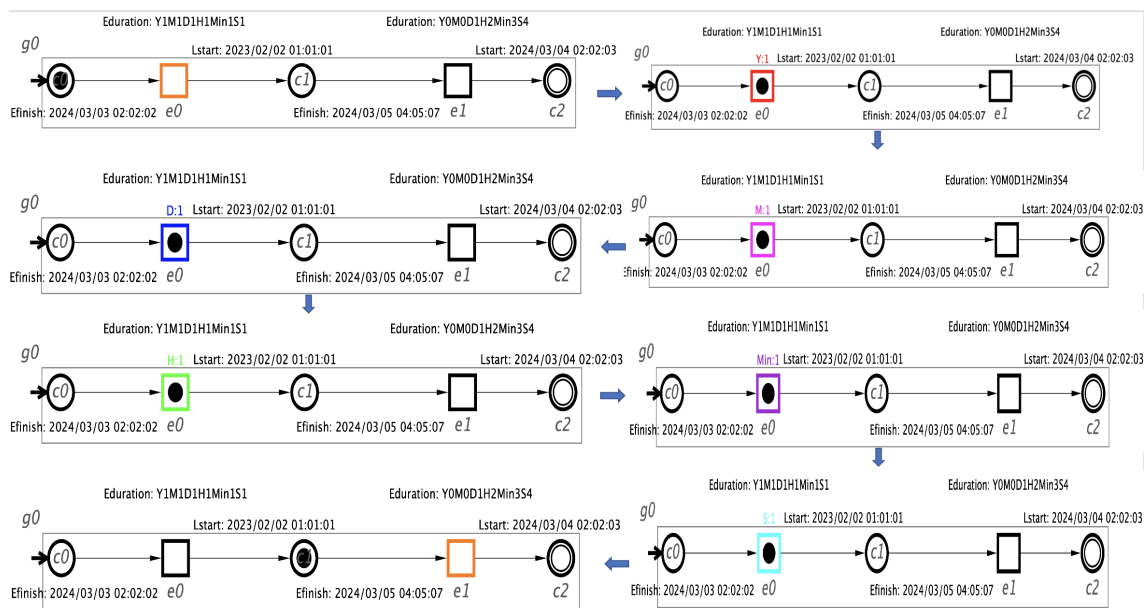 Eduration: Y1M1D1H1Min1S1 Eduration: Y0M0D1H2Min3S4
g0 Lstart: 2023/02/02 01:01:01 Lstart: 2024/03/04 02:02:03
c1
Efinish: 2024/03/03 02:02:02 e0 Efinish: 2024/03/05 04:05:07 e1 c2
Eduration: Y1M1D1H1Min1S1 Eduration: Y0M0D1H2Min3S4
g0 Y:1 Lstart: 2023/02/02 01:01:01 Lstart: 2024/03/04 02:02:03
c0 c1
Efinish: 2024/03/03 02:02:02 e0 Efinish: 2024/03/05 04:05:07 e1 c2
Eduration: Y1M1D1H1Min1S1 Eduration: Y0M0D1H2Min3S4
g0 D:1 Lstart: 2023/02/02 01:01:01 Lstart: 2024/03/04 02:02:03
c0 c1
Efinish: 2024/03/03 02:02:02 e0 Efinish: 2024/03/05 04:05:07 e1 c2
Eduration: Y1M1D1H1Min1S1 Eduration: Y0M0D1H2Min3S4
g0 M:1 Lstart: 2023/02/02 01:01:01 Lstart: 2024/03/04 02:02:03
c0 c1
Efinish: 2024/03/03 02:02:02 e0 Efinish: 2024/03/05 04:05:07 e1 c2
Eduration: Y1M1D1H1Min1S1 Eduration: Y0M0D1H2Min3S4
g0 H:1 Lstart: 2023/02/02 01:01:01 Lstart: 2024/03/04 02:02:03
c0 c1
Efinish: 2024/03/03 02:02:02 e0 Efinish: 2024/03/05 04:05:07 e1 c2
Eduration: Y1M1D1H1Min1S1 Eduration: Y0M0D1H2Min3S4
g0 Min:1 Lstart: 2023/02/02 01:01:01 Lstart: 2024/03/04 02:02:03
c0 c1
Efinish: 2024/03/03 02:02:02 e0 Efinish: 2024/03/05 04:05:07 e1 c2
Eduration: Y1M1D1H1Min1S1 Eduration: Y0M0D1H2Min3S4
g0 Lstart: 2023/02/02 01:01:01 Lstart: 2024/03/04 02:02:03
c0
Efinish: 2024/03/03 02:02:02 e0 Efinish: 2024/03/05 04:05:07 e1 c2
Eduration: Y1M1D1H1Min1S1 Eduration: Y0M0D1H2Min3S4
g0 S:1 Lstart: 2023/02/02 01:01:01 Lstart: 2024/03/04 02:02:03
c0 c1
Efinish: 2024/03/03 02:02:02 e0 Efinish: 2024/03/05 04:05:07 e1 c2